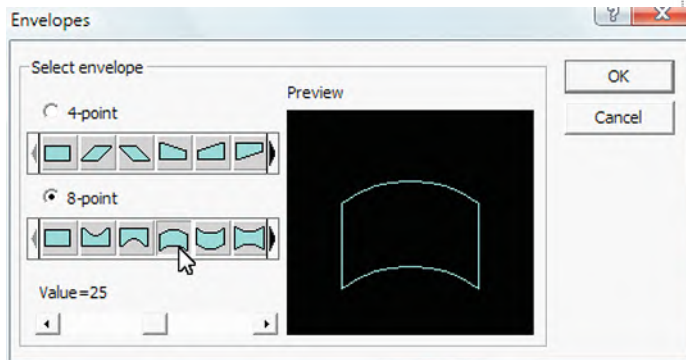 Envelopes
Select envelope
OK
Preview
4-point
Cancel
8-point
Value=25